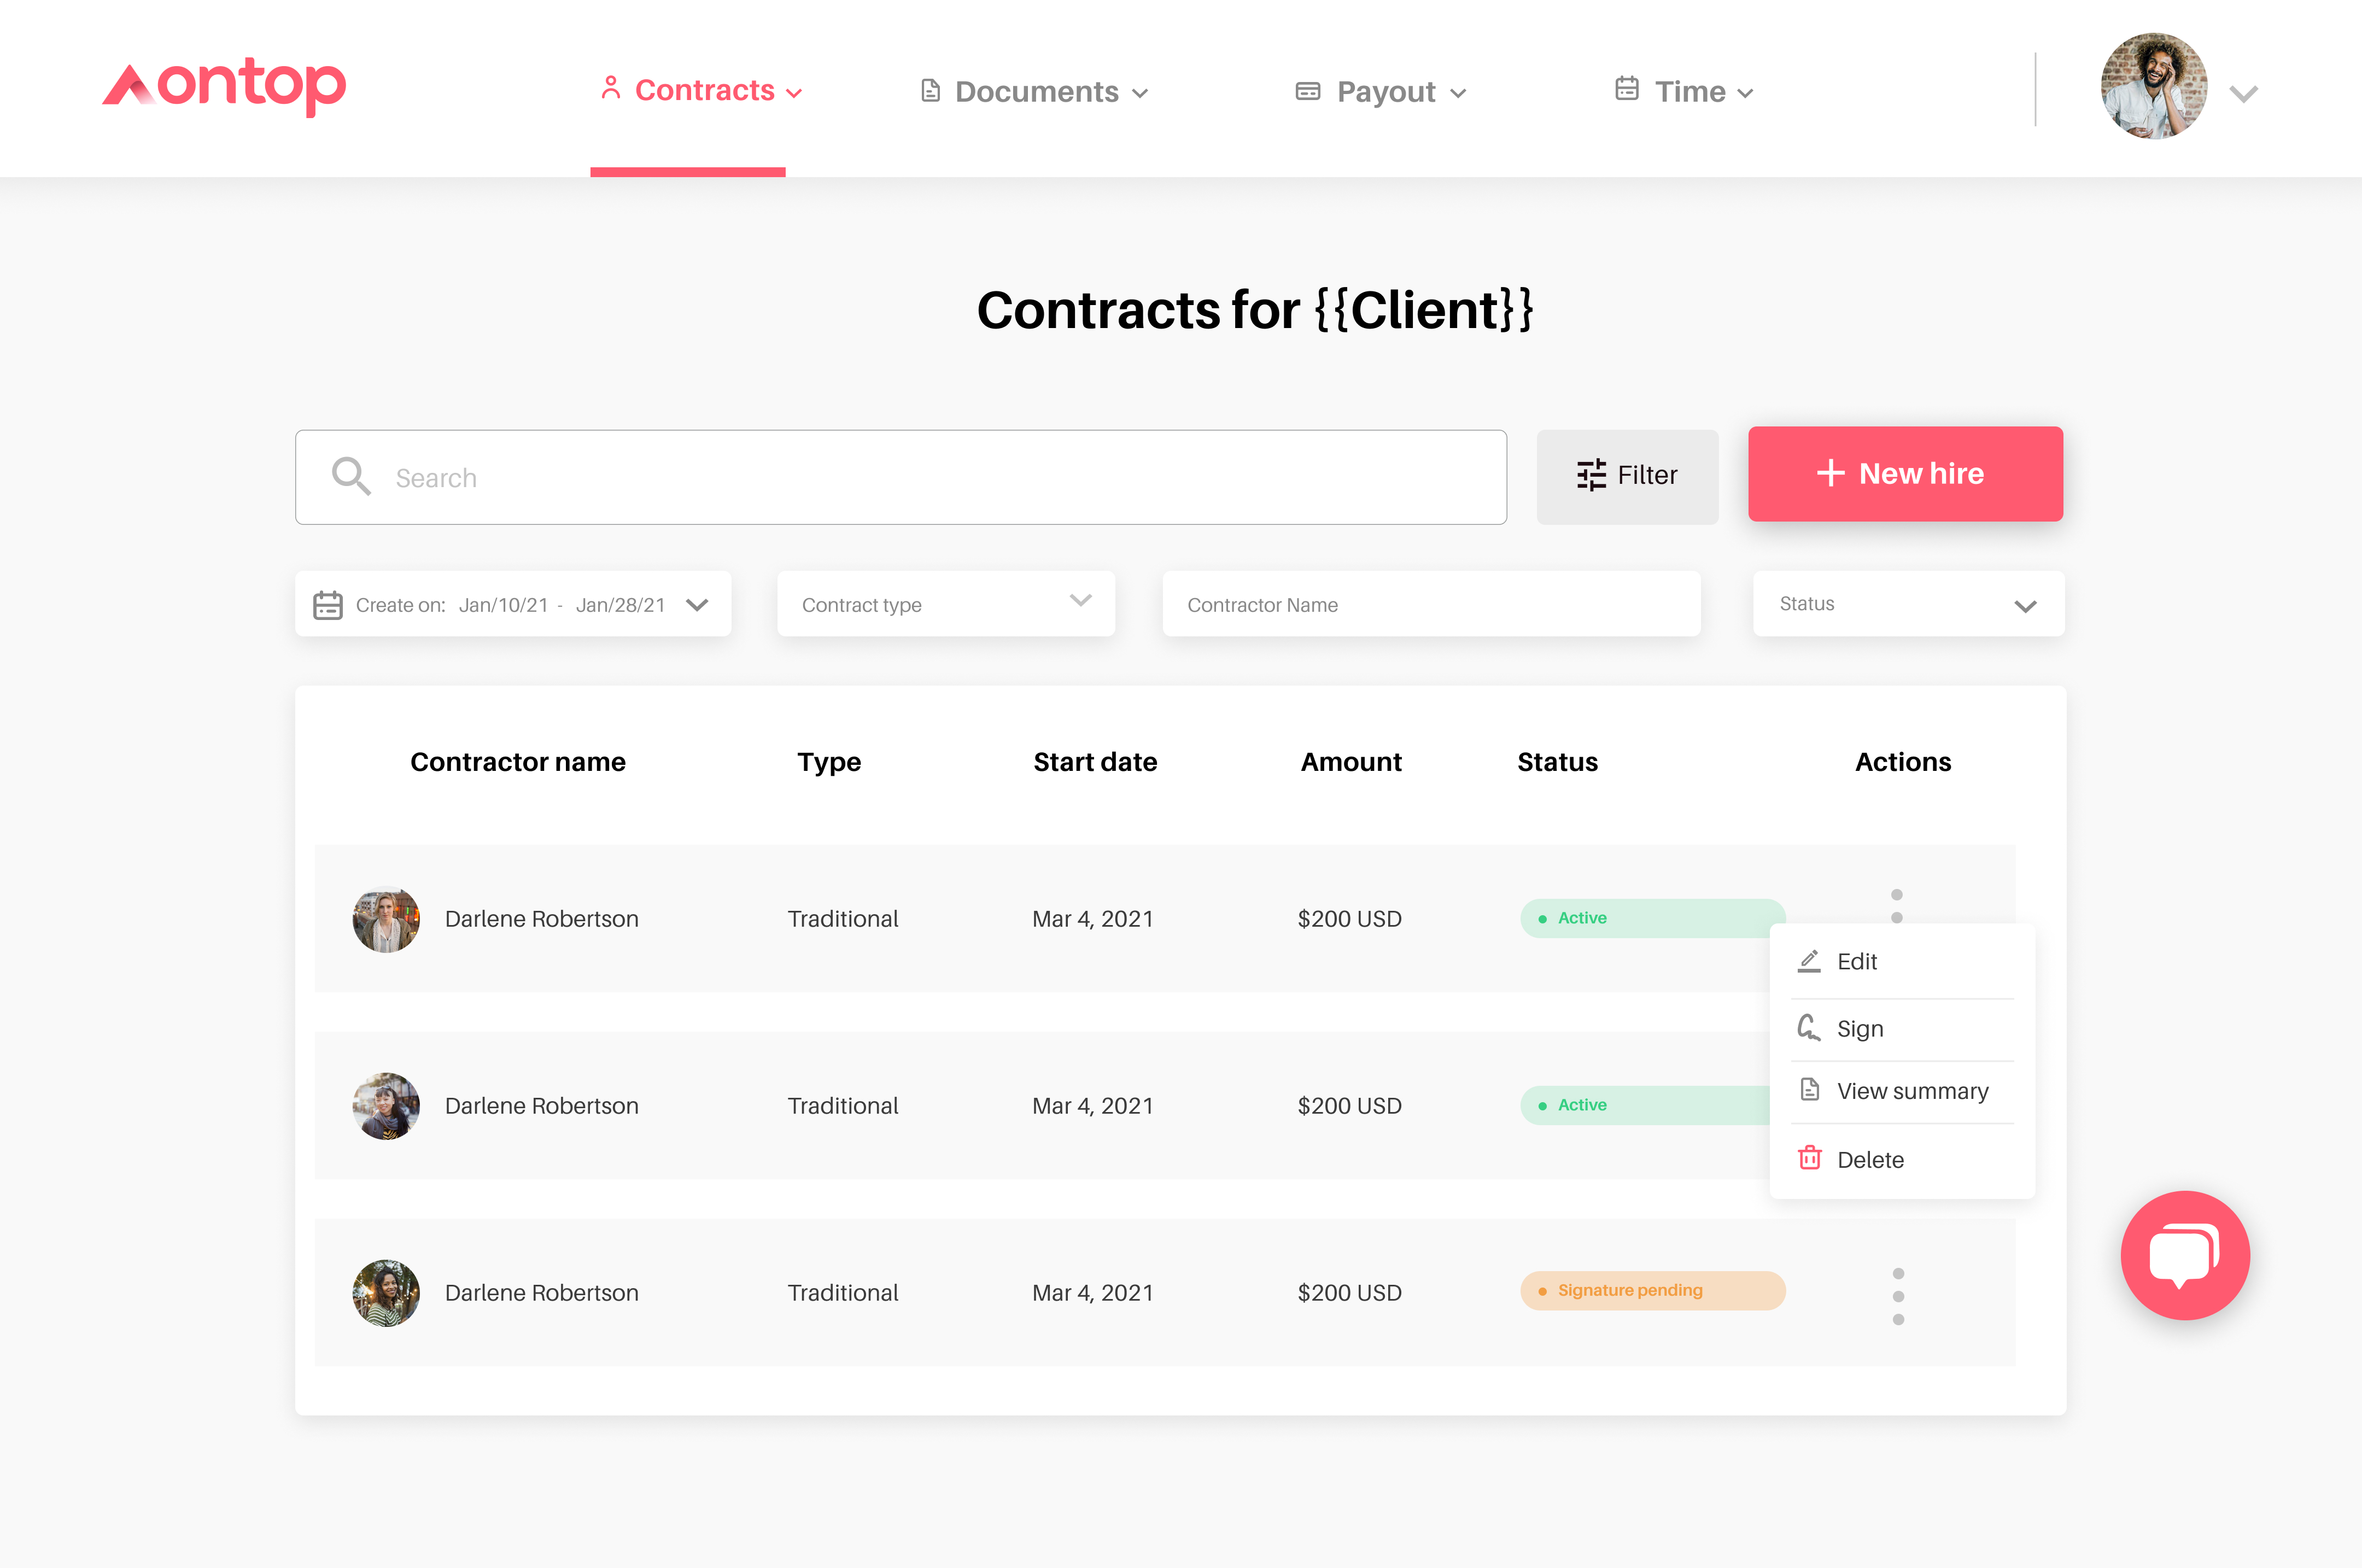 ontop
Contracts
Documents
Payout
Time
Contracts for {{Client}}
Search
Filter
New hire
Create on: Jan/10/21 - Jan/28/21
Contract type
Contractor Name
Status
Contractor name Type Start date Amount Status Actions
Darlene Robertson Traditional Mar 4, 2021 $200 USD Active
Edit
Sign
View summary
Delete
Darlene Robertson Traditional Mar 4, 2021 $200 USD Active
Darlene Robertson Traditional Mar 4, 2021 $200 USD Signature pending